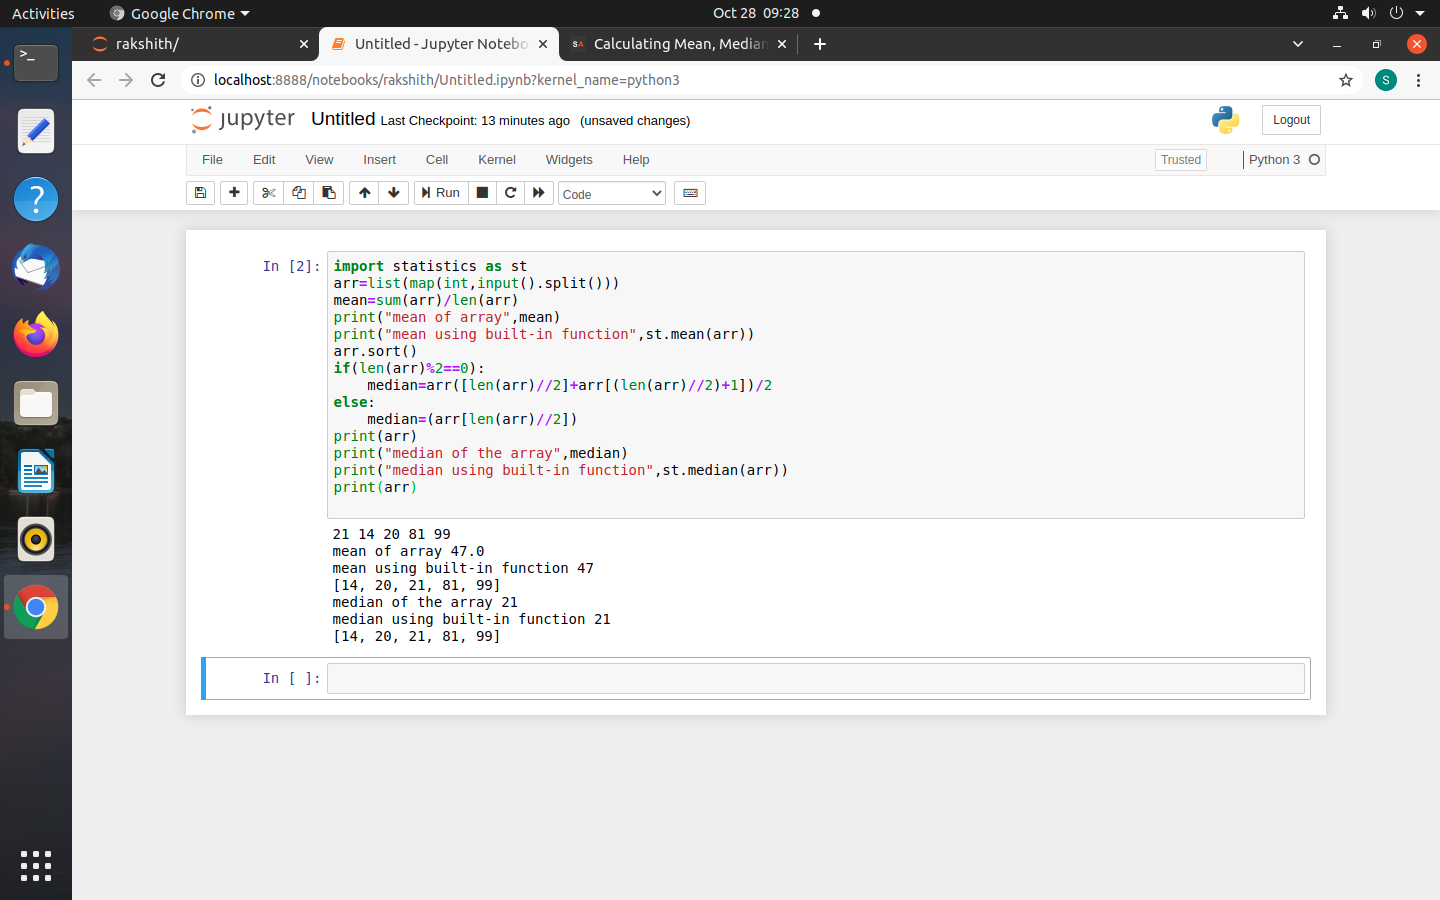 Activities
Google Chrome
Oct 28 09:28
rakshith/
Untitled - Jupyter Notebo
SA
Calculating Mean, Median
localhost:8888/notebooks/rakshith/Untitled.ipynb?kernel_name=python3
S
jupyter
Untitled Last Checkpoint: 13 minutes ago (unsaved changes)
Logout
File Edit View Insert Cell Kernel Widgets Help
Trusted
Python 3
Run
Code
In [2]:
import statistics as st
arr=list(map(int,input().split()))
mean=sum(arr)/len(arr)
print("mean of array",mean)
print("mean using built-in function",st.mean(arr))
arr.sort()
if(len(arr)%2==0):
    median=arr([len(arr)//2]+arr[(len(arr)//2)+1])/2
else:
    median=(arr[len(arr)//2])
print(arr)
print("median of the array",median)
print("median using built-in function",st.median(arr))
print(arr)
21 14 20 81 99
mean of array 47.0
mean using built-in function 47
[14, 20, 21, 81, 99]
median of the array 21
median using built-in function 21
[14, 20, 21, 81, 99]
In [ ]: